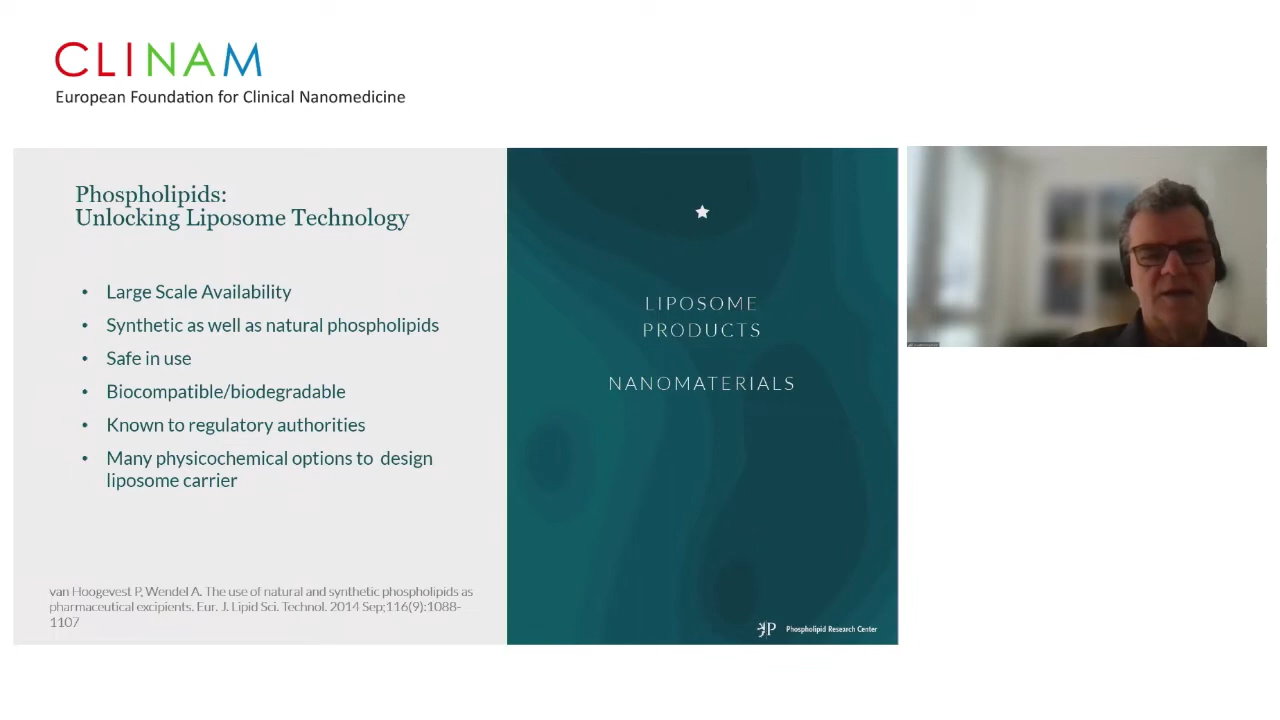 CLINAM
European Foundation for Clinical Nanomedicine
Phospholipids:
Unlocking Liposome Technology
• Large Scale Availability
• Synthetic as well as natural phospholipids
• Safe in use
• Biocompatible/biodegradable
• Known to regulatory authorities
• Many physicochemical options to design
liposome carrier
van Hoogevest P, Wendel A. The use of natural and synthetic phospholipids as
pharmaceutical excipients. Eur. J. Lipid Sci. Technol. 2014 Sep;116(9):1088-
1107
LIPOSOME
PRODUCTS
NANOMATERIALS
Phospholipid Research Center